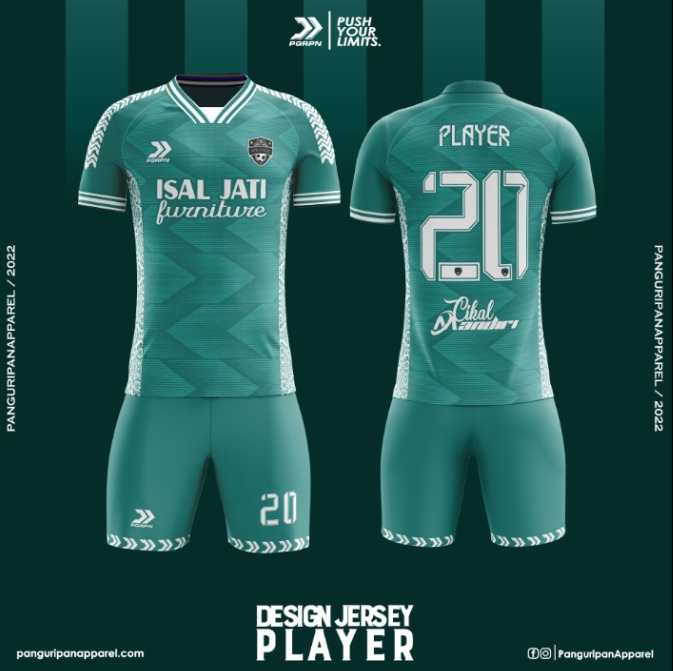 PGRPN
PUSH
YOUR
LIMITS.
PGRPN
ISAL JATI
furniture
PLAYER
20
Cikal
Mandiri
PANGURIPANAPPAREL / 2022
PANGURIPANAPPAREL / 2022
PGRPN
20
DESIGN JERSEY
PLAYER
panguripanapparel.com
PanguripanApparel